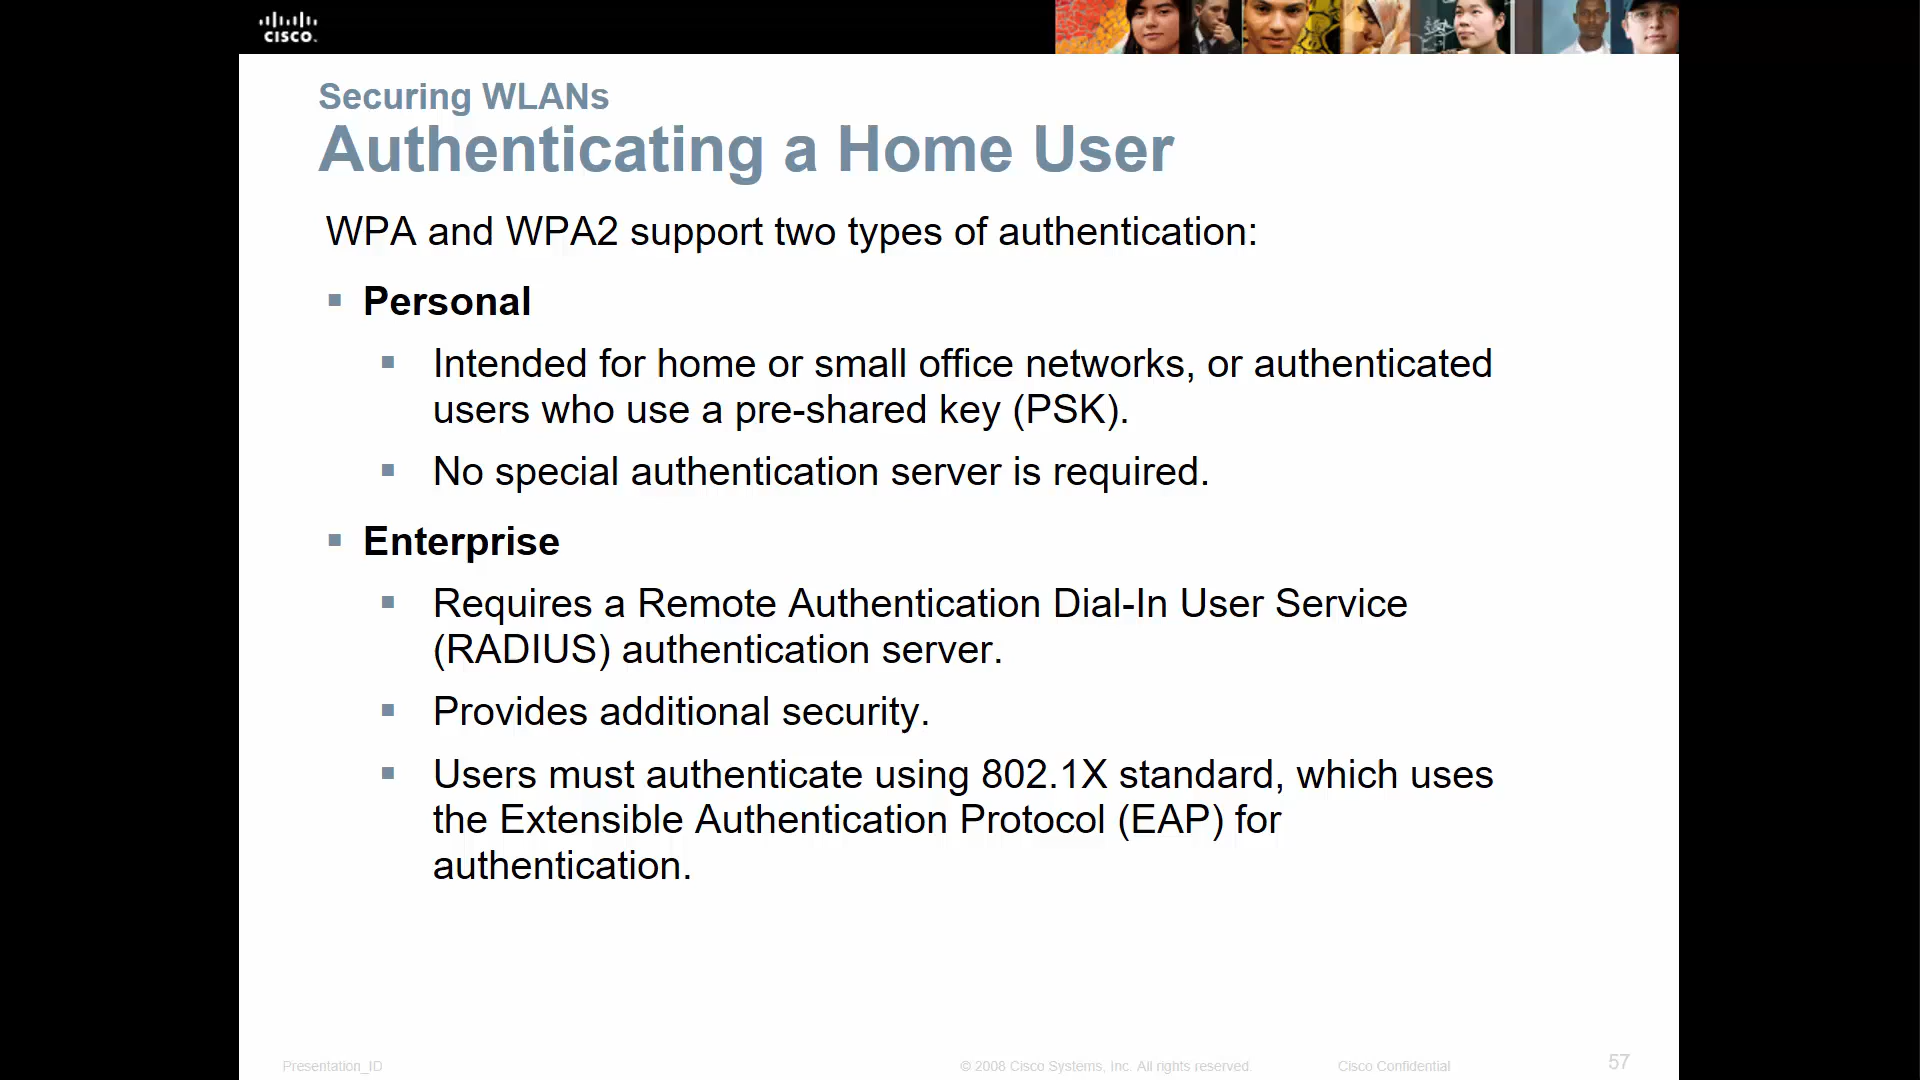 CISCO.
Securing WLANs
Authenticating a Home User
WPA and WPA2 support two types of authentication:
Personal
Intended for home or small office networks, or authenticated
users who use a pre-shared key (PSK).
No special authentication server is required.
Enterprise
Requires a Remote Authentication Dial-In User Service
(RADIUS) authentication server.
Provides additional security.
Users must authenticate using 802.1X standard, which uses
the Extensible Authentication Protocol (EAP) for
authentication.
Presentation_ID © 2008 Cisco Systems, Inc. All rights reserved. Cisco Confidential 57